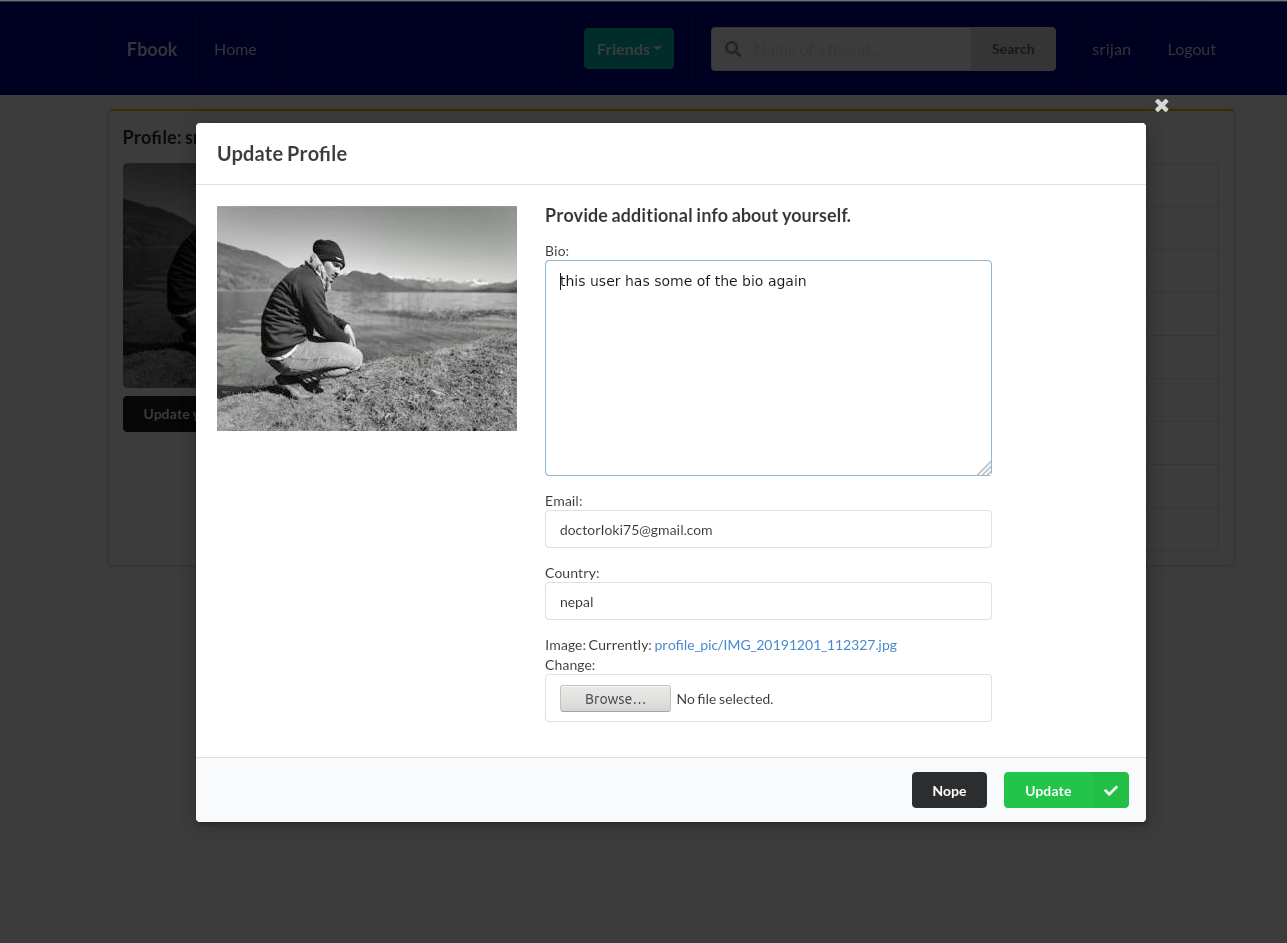 Fbook Home Friends Name of a friend... Search srijan Logout
Profile: s
Update Profile
Provide additional info about yourself.
Bio:
this user has some of the bio again
Update
Email:
doctorloki75@gmail.com
Country:
nepal
Image: Currently: profile_pic/IMG_20191201_112327.jpg
Change:
Browse... No file selected.
Nope Update